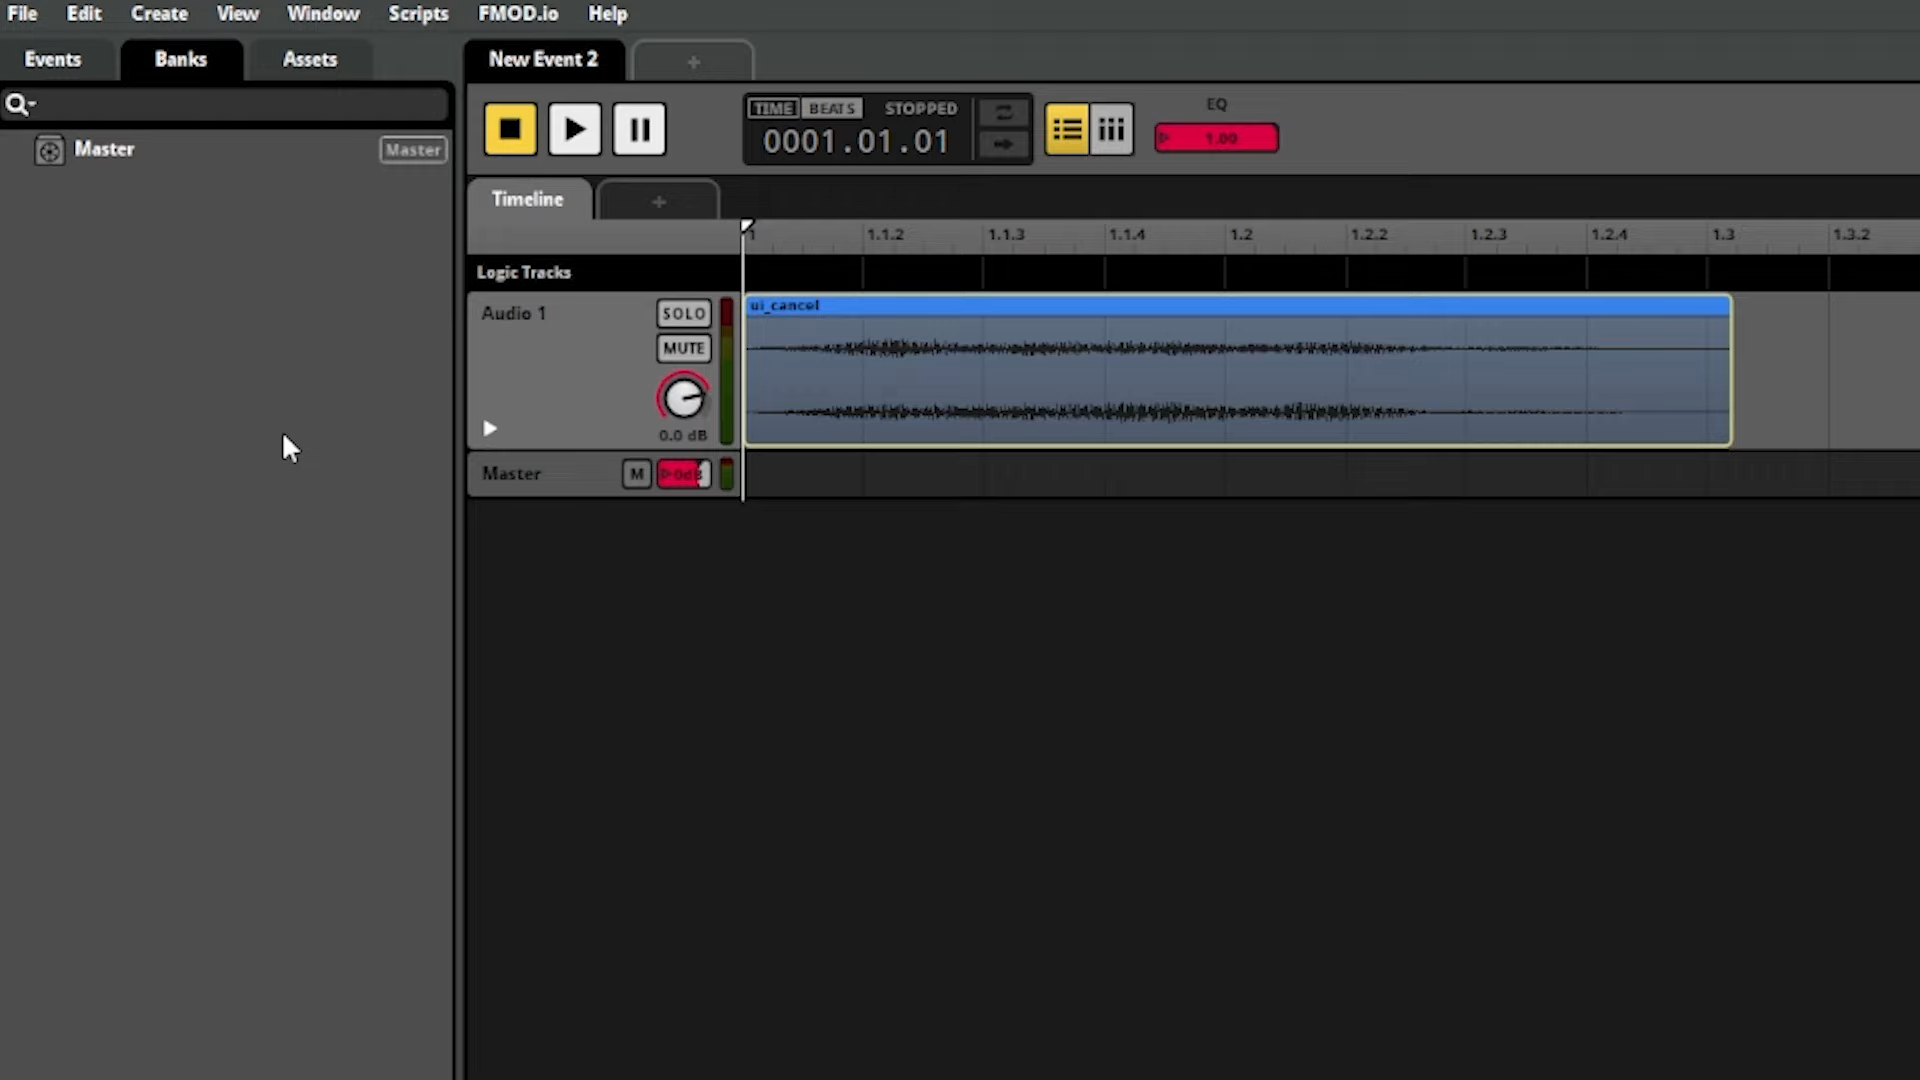 File Edit Create View Window Scripts FMOD.io Help
Events Banks Assets
New Event 2 +
TIME BEATS STOPPED
0001.01.01
EQ
1.00
Master Master
Timeline +
1 1.1.2 1.1.3 1.1.4 1.2 1.2.2 1.2.3 1.2.4 1.3 1.3.2
Logic Tracks
Audio 1 SOLO
MUTE
0.0 dB
ui_cancel
Master M 0dB